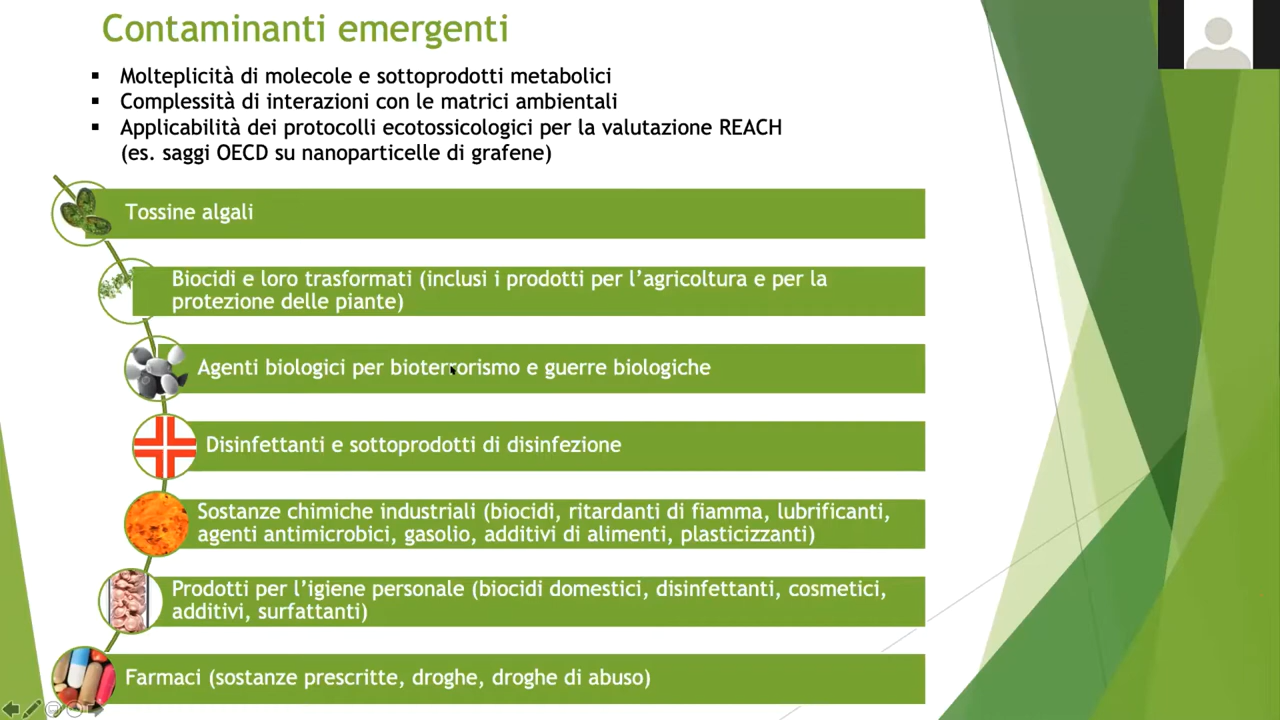 Contaminanti emergenti
▪ Molteplicità di molecole e sottoprodotti metabolici
▪ Complessità di interazioni con le matrici ambientali
▪ Applicabilità dei protocolli ecotossicologici per la valutazione REACH
(es. saggi OECD su nanoparticelle di grafene)
Tossine algali
Biocidi e loro trasformati (inclusi i prodotti per l’agricoltura e per la
protezione delle piante)
Agenti biologici per bioterrorismo e guerre biologiche
Disinfettanti e sottoprodotti di disinfezione
Sostanze chimiche industriali (biocidi, ritardanti di fiamma, lubrificanti,
agenti antimicrobici, gasolio, additivi di alimenti, plasticizzanti)
Prodotti per l’igiene personale (biocidi domestici, disinfettanti, cosmetici,
additivi, surfattanti)
Farmaci (sostanze prescritte, droghe, droghe di abuso)